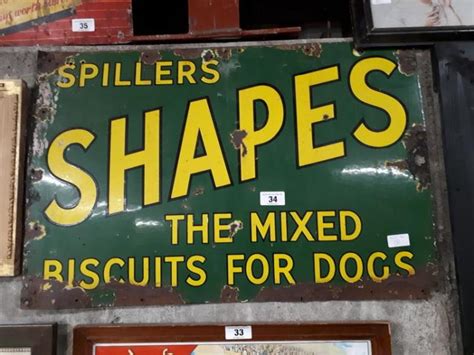 35
SPILLERS
SHAPES
34
THE MIXED
BISCUITS FOR DOGS
33